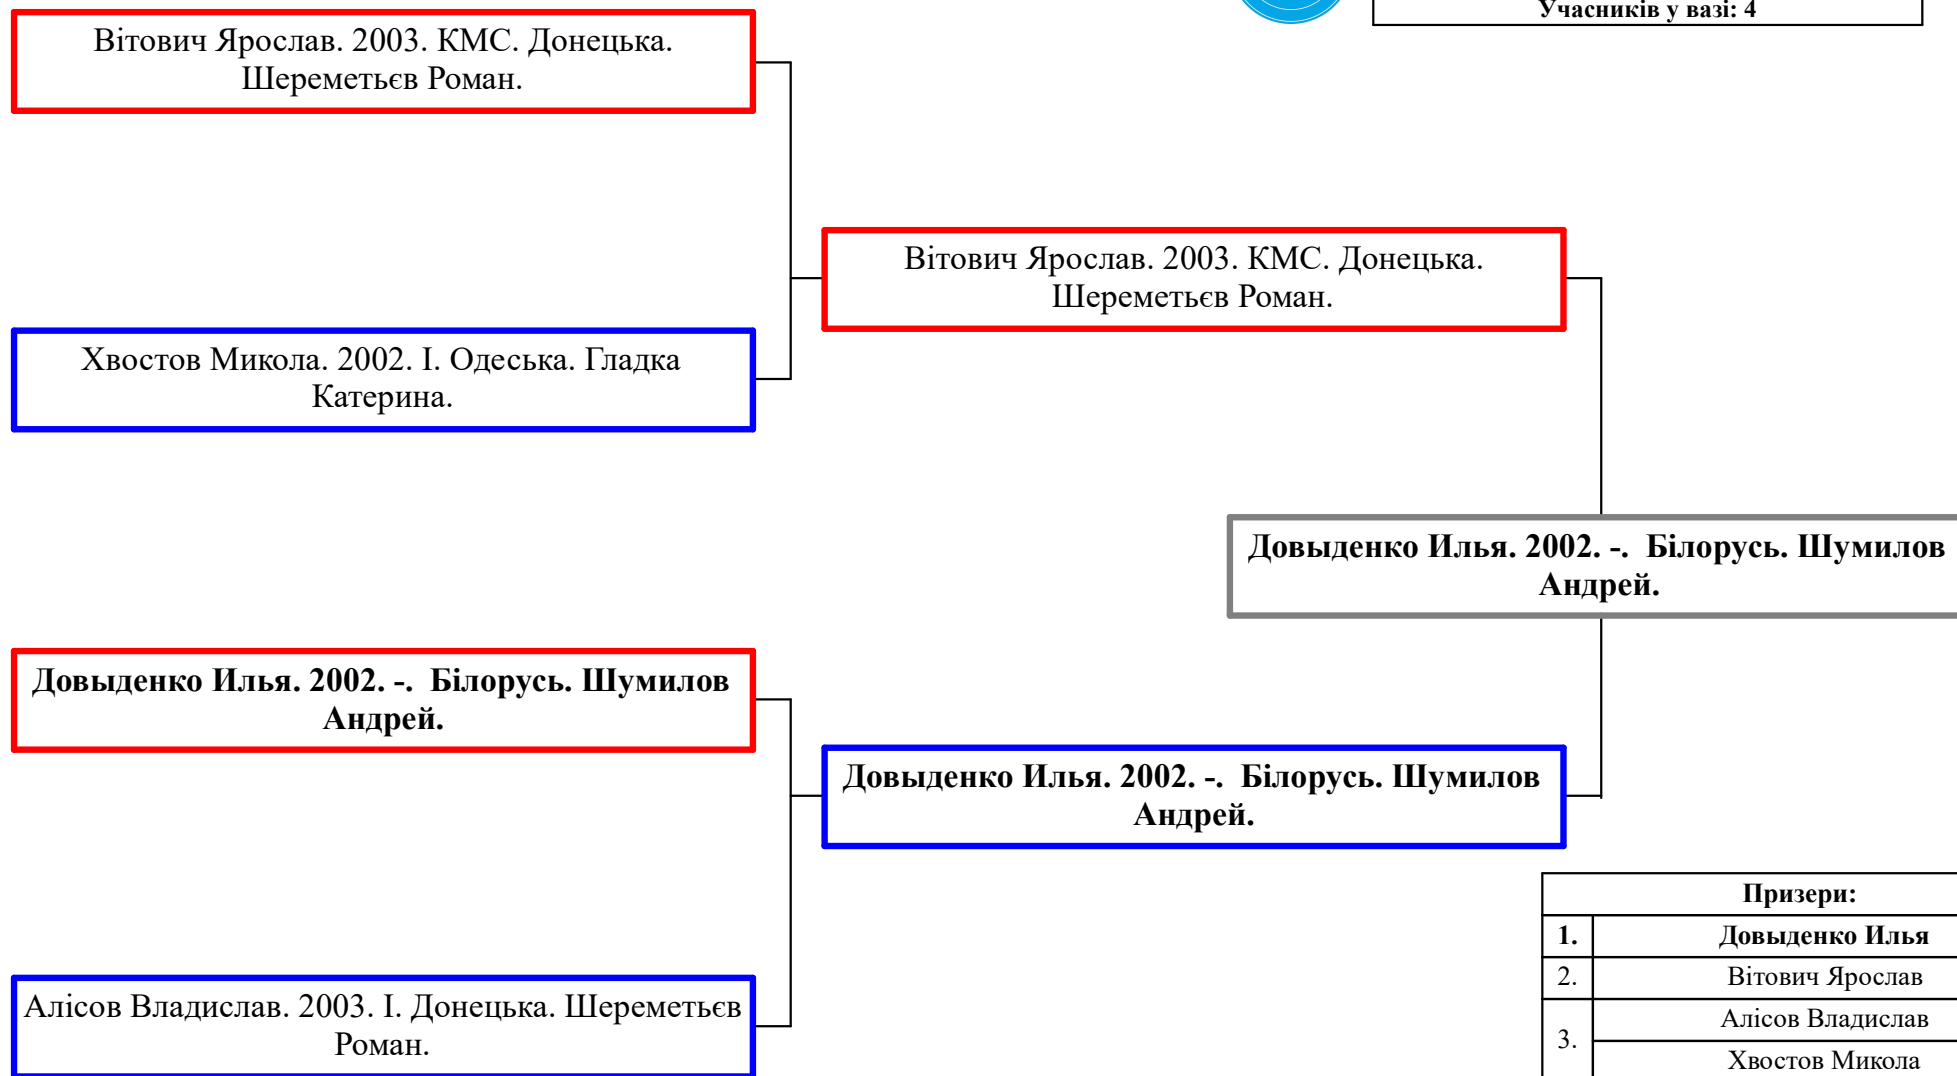 Учасників у вазі: 4
Вітович Ярослав. 2003. КМС. Донецька.
Шереметьєв Роман.
Вітович Ярослав. 2003. КМС. Донецька.
Шереметьєв Роман.
Хвостов Микола. 2002. І. Одеська. Гладка
Катерина.
Довыденко Илья. 2002. -. Білорусь. Шумилов
Андрей.
Довыденко Илья. 2002. -. Білорусь. Шумилов
Андрей.
Довыденко Илья. 2002. -. Білорусь. Шумилов
Андрей.
Алісов Владислав. 2003. І. Донецька. Шереметьєв
Роман.
Призери:
1. Довыденко Илья
2. Вітович Ярослав
3. Алісов Владислав
Хвостов Микола